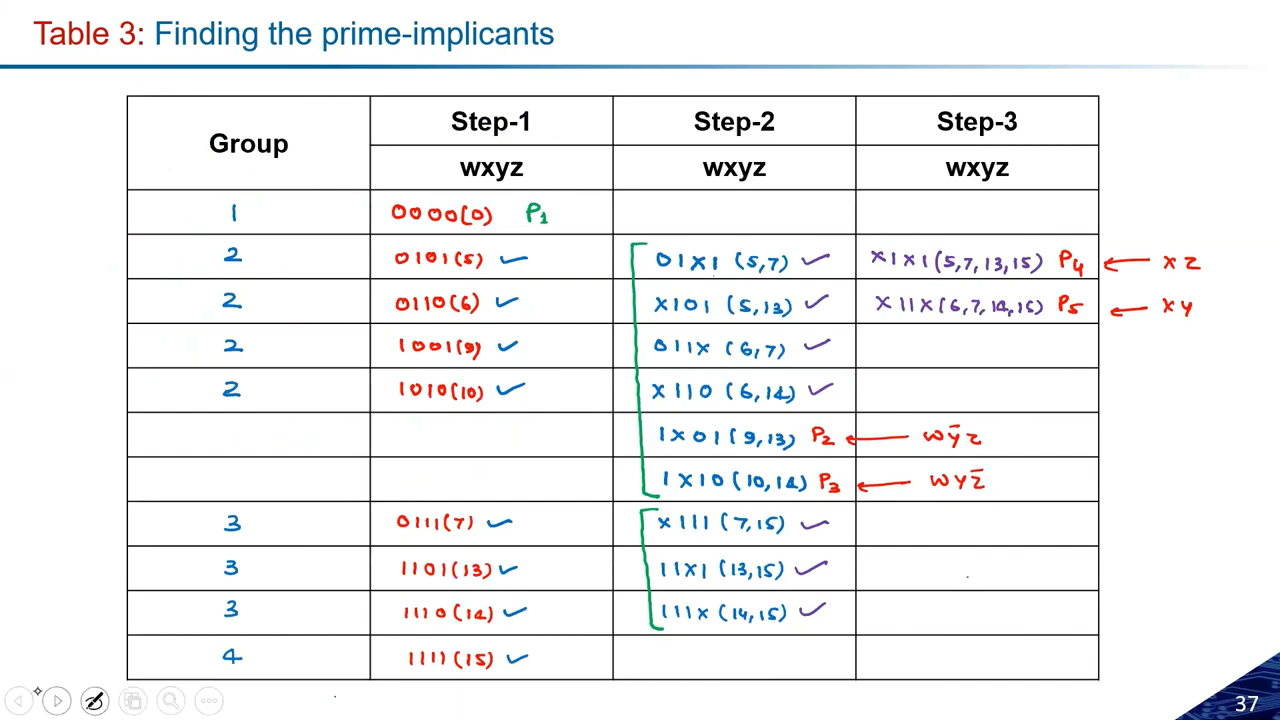 Table 3: Finding the prime-implicants
Group Step-1 Step-2 Step-3
wxyz wxyz wxyz
1 0000(0) P1
2 0101(5) ✓ 01X1 (5,7) ✓ X1X1(5,7,13,15) P4 ← xz
2 0110(6) ✓ X101 (5,13) ✓ X11X(6,7,14,15) P5 ← xy
2 1001(9) ✓ 011X (6,7) ✓
2 1010(10) ✓ X110 (6,14) ✓
1X01(9,13) P2 ← wȳz
1X10(10,14) P3 ← wyz̄
3 0111(7) ✓ X111 (7,15) ✓
3 1101(13) ✓ 11X1 (13,15) ✓
3 1110(14) ✓ 111X (14,15) ✓
4 1111(15) ✓
37